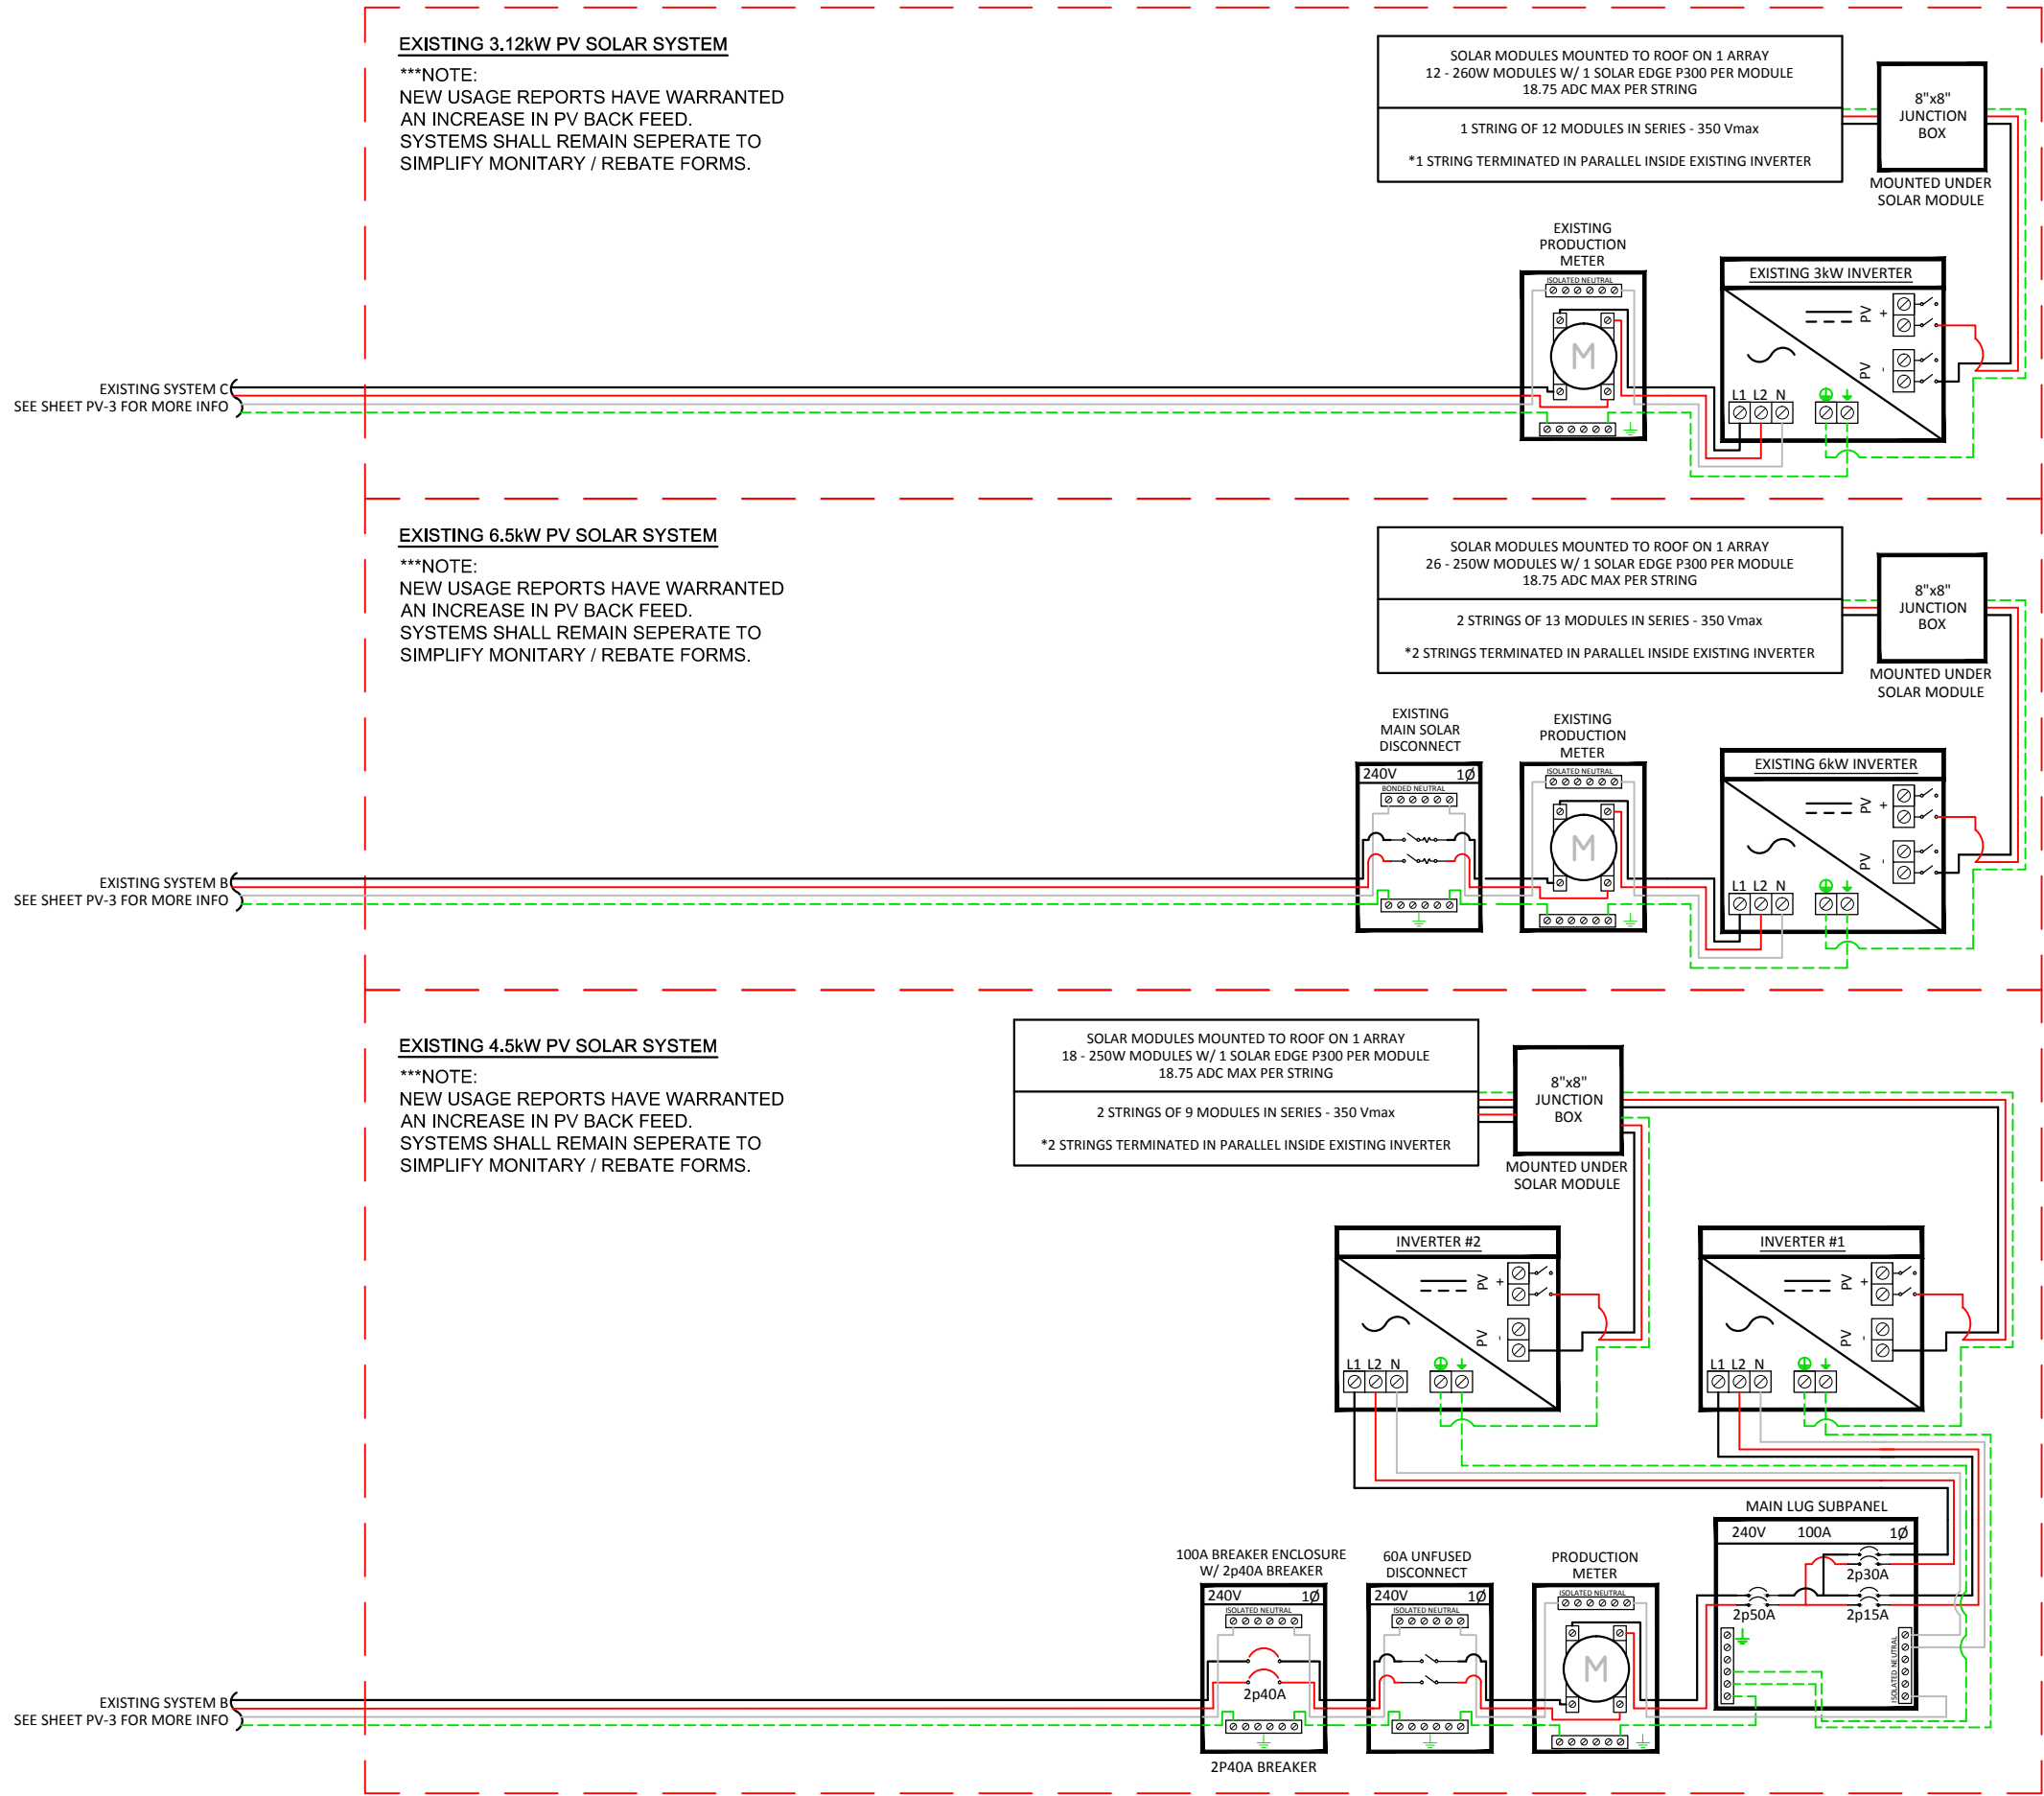 EXISTING 3.12kW PV SOLAR SYSTEM
***NOTE:
NEW USAGE REPORTS HAVE WARRANTED
AN INCREASE IN PV BACK FEED.
SYSTEMS SHALL REMAIN SEPERATE TO
SIMPLIFY MONITARY / REBATE FORMS.
SOLAR MODULES MOUNTED TO ROOF ON 1 ARRAY
12 - 260W MODULES W/ 1 SOLAR EDGE P300 PER MODULE
18.75 ADC MAX PER STRING
1 STRING OF 12 MODULES IN SERIES - 350 Vmax
*1 STRING TERMINATED IN PARALLEL INSIDE EXISTING INVERTER
8"x8"
JUNCTION
BOX
MOUNTED UNDER
SOLAR MODULE
EXISTING
PRODUCTION
METER
ISOLATED NEUTRAL
M
EXISTING 3kW INVERTER
PV +
PV -
L1 L2 N
EXISTING SYSTEM C
SEE SHEET PV-3 FOR MORE INFO
EXISTING 6.5kW PV SOLAR SYSTEM
***NOTE:
NEW USAGE REPORTS HAVE WARRANTED
AN INCREASE IN PV BACK FEED.
SYSTEMS SHALL REMAIN SEPERATE TO
SIMPLIFY MONITARY / REBATE FORMS.
SOLAR MODULES MOUNTED TO ROOF ON 1 ARRAY
26 - 250W MODULES W/ 1 SOLAR EDGE P300 PER MODULE
18.75 ADC MAX PER STRING
2 STRINGS OF 13 MODULES IN SERIES - 350 Vmax
*2 STRINGS TERMINATED IN PARALLEL INSIDE EXISTING INVERTER
8"x8"
JUNCTION
BOX
MOUNTED UNDER
SOLAR MODULE
EXISTING
MAIN SOLAR
DISCONNECT
240V 1Ø
BONDED NEUTRAL
EXISTING
PRODUCTION
METER
ISOLATED NEUTRAL
M
EXISTING 6kW INVERTER
PV +
PV -
L1 L2 N
EXISTING SYSTEM B
SEE SHEET PV-3 FOR MORE INFO
EXISTING 4.5kW PV SOLAR SYSTEM
***NOTE:
NEW USAGE REPORTS HAVE WARRANTED
AN INCREASE IN PV BACK FEED.
SYSTEMS SHALL REMAIN SEPERATE TO
SIMPLIFY MONITARY / REBATE FORMS.
SOLAR MODULES MOUNTED TO ROOF ON 1 ARRAY
18 - 250W MODULES W/ 1 SOLAR EDGE P300 PER MODULE
18.75 ADC MAX PER STRING
2 STRINGS OF 9 MODULES IN SERIES - 350 Vmax
*2 STRINGS TERMINATED IN PARALLEL INSIDE EXISTING INVERTER
8"x8"
JUNCTION
BOX
MOUNTED UNDER
SOLAR MODULE
INVERTER #2
PV +
PV -
L1 L2 N
INVERTER #1
PV +
PV -
L1 L2 N
MAIN LUG SUBPANEL
240V 100A 1Ø
2p30A
2p50A
2p15A
ISOLATED NEUTRAL
100A BREAKER ENCLOSURE
W/ 2p40A BREAKER
240V 1Ø
ISOLATED NEUTRAL
2p40A
2P40A BREAKER
60A UNFUSED
DISCONNECT
240V 1Ø
ISOLATED NEUTRAL
PRODUCTION
METER
ISOLATED NEUTRAL
M
EXISTING SYSTEM B
SEE SHEET PV-3 FOR MORE INFO